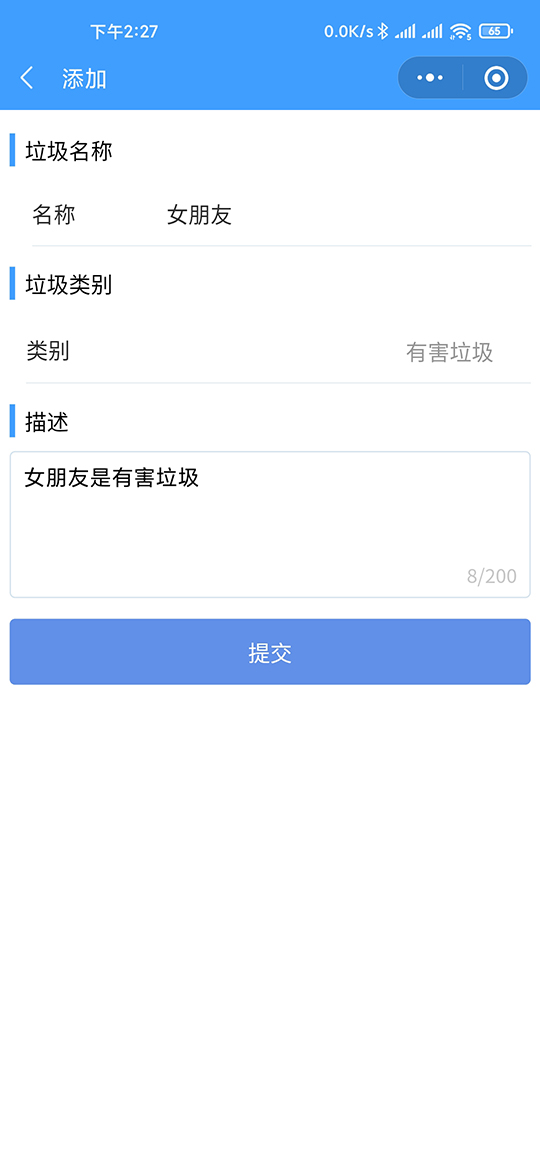 下午2:27 0.0K/s 5 65
添加
垃圾名称
名称 女朋友
垃圾类别
类别 有害垃圾
描述
女朋友是有害垃圾
8/200
提交